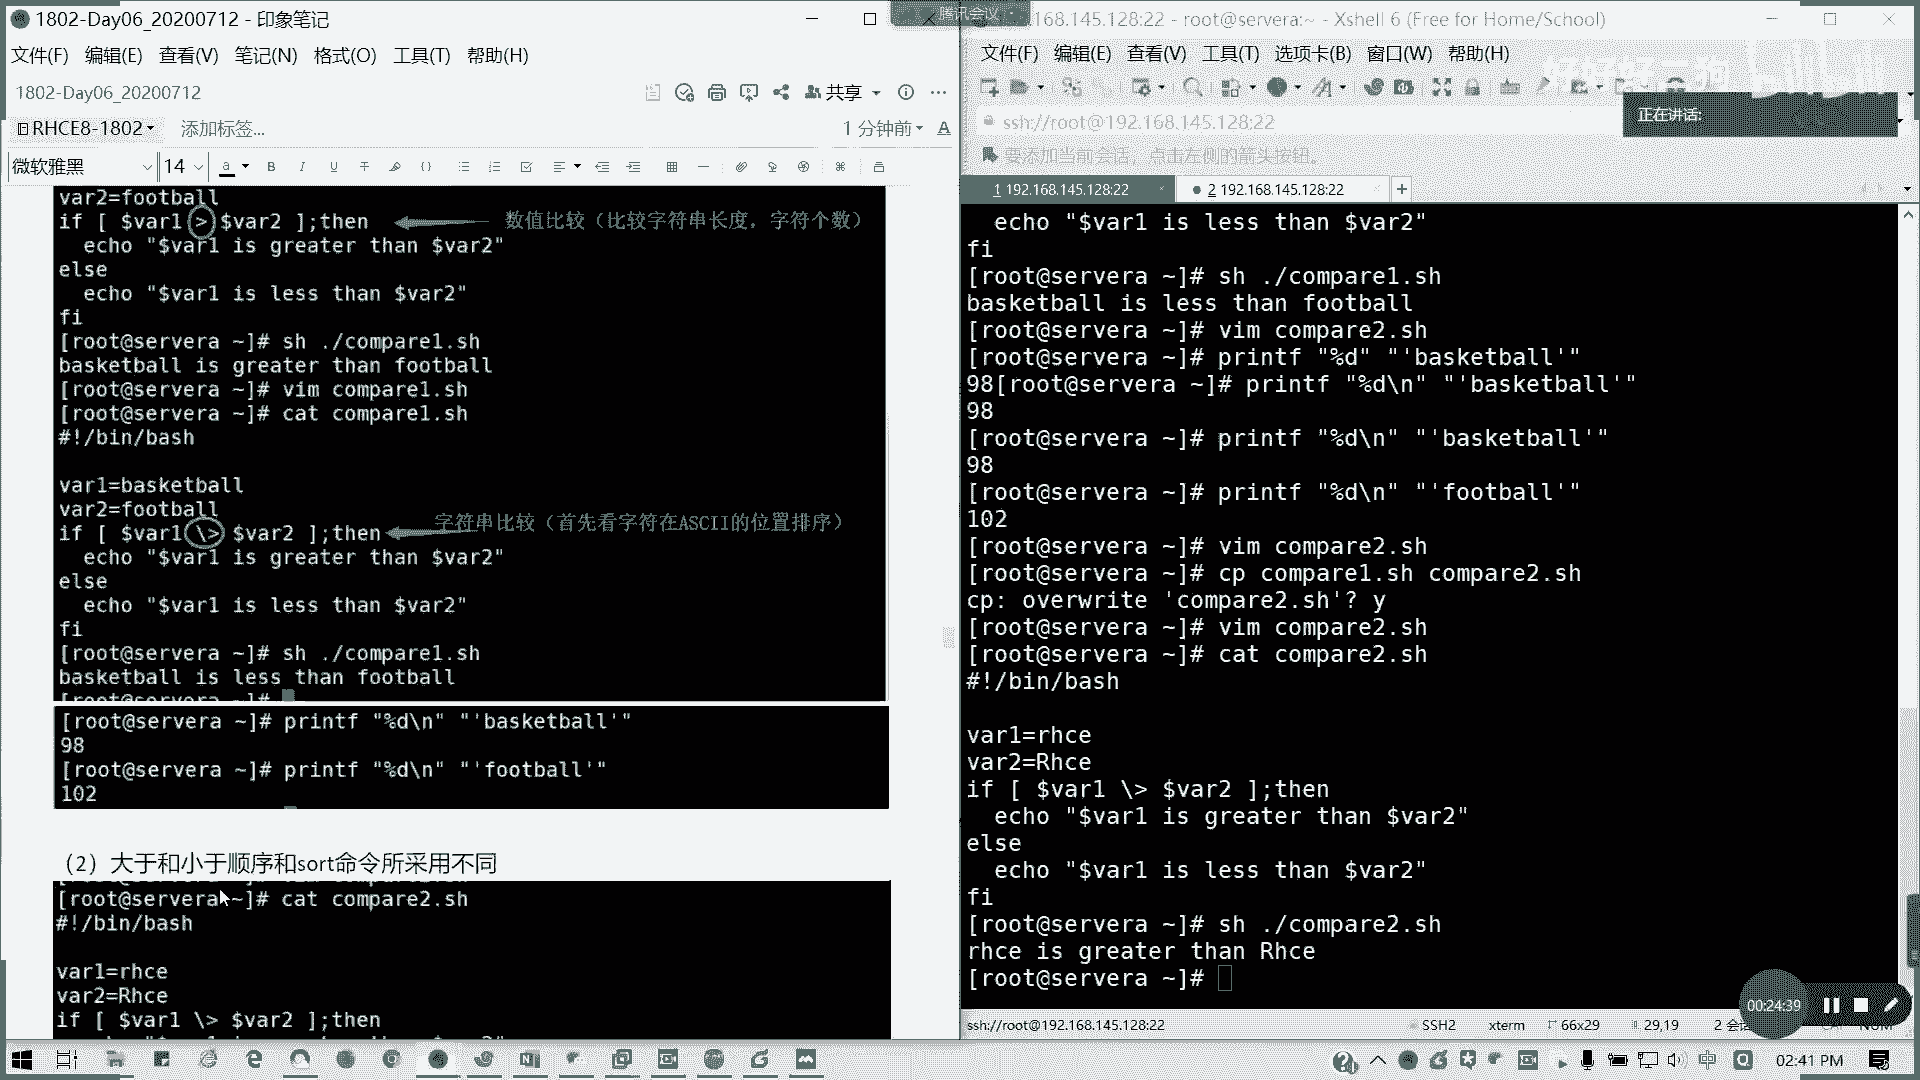 1802-Day06_20200712 - 印象笔记
文件(F) 编辑(E) 查看(V) 笔记(N) 格式(O) 工具(T) 帮助(H)
1802-Day06_20200712
共享
RHCE8-1802
添加标签...
1 分钟前
微软雅黑 14
var2=football
if [ $var1 > $var2 ];then
数值比较（比较字符串长度，字符个数）
  echo "$var1 is greater than $var2"
else
  echo "$var1 is less than $var2"
fi
[root@servera ~]# sh ./compare1.sh
basketball is greater than football
[root@servera ~]# vim compare1.sh
[root@servera ~]# cat compare1.sh
#!/bin/bash
var1=basketball
var2=football
if [ $var1 \> $var2 ];then
字符串比较（首先看字符在ASCII的位置排序）
  echo "$var1 is greater than $var2"
else
  echo "$var1 is less than $var2"
fi
[root@servera ~]# sh ./compare1.sh
basketball is less than football
[root@servera ~]#
[root@servera ~]# printf "%d\n" "'basketball'"
98
[root@servera ~]# printf "%d\n" "'football'"
102
（2）大于和小于顺序和sort命令所采用不同
[root@servera ~]# cat compare2.sh
#!/bin/bash
var1=rhce
var2=Rhce
if [ $var1 \> $var2 ];then
腾讯会议
.168.145.128:22 - root@servera:~ - Xshell 6 (Free for Home/School)
文件(F) 编辑(E) 查看(V) 工具(T) 选项卡(B) 窗口(W) 帮助(H)
正在讲话:
ssh://root@192.168.145.128:22
要添加当前会话，点击左侧的箭头按钮。
1 192.168.145.128:22
2 192.168.145.128:22
  echo "$var1 is less than $var2"
fi
[root@servera ~]# sh ./compare1.sh
basketball is less than football
[root@servera ~]# vim compare2.sh
[root@servera ~]# printf "%d" "'basketball'"
98[root@servera ~]# printf "%d\n" "'basketball'"
98
[root@servera ~]# printf "%d\n" "'basketball'"
98
[root@servera ~]# printf "%d\n" "'football'"
102
[root@servera ~]# vim compare2.sh
[root@servera ~]# cp compare1.sh compare2.sh
cp: overwrite 'compare2.sh'? y
[root@servera ~]# vim compare2.sh
[root@servera ~]# cat compare2.sh
#!/bin/bash
var1=rhce
var2=Rhce
if [ $var1 \> $var2 ];then
  echo "$var1 is greater than $var2"
else
  echo "$var1 is less than $var2"
fi
[root@servera ~]# sh ./compare2.sh
rhce is greater than Rhce
[root@servera ~]#
00:24:39
ssh://root@192.168.145.128:22 SSH2 xterm 66x29 29,19
中
02:41 PM